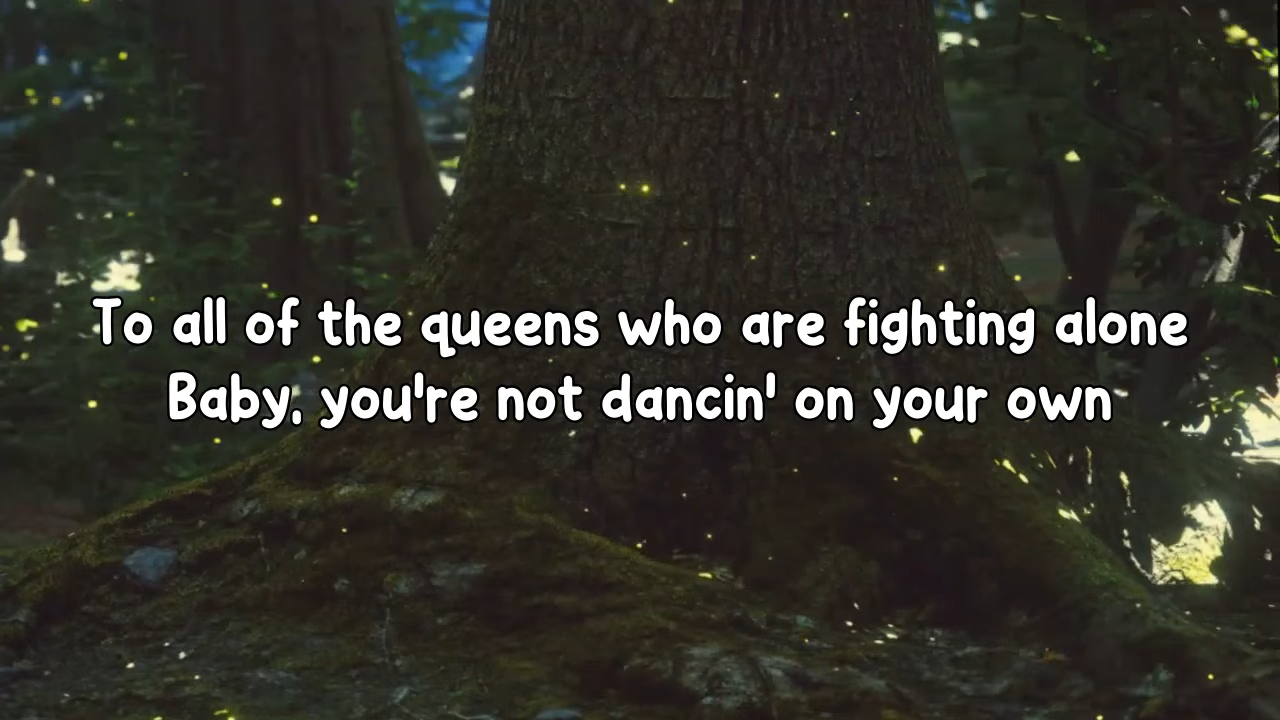 To all of the queens who are fighting alone
Baby, you're not dancin' on your own